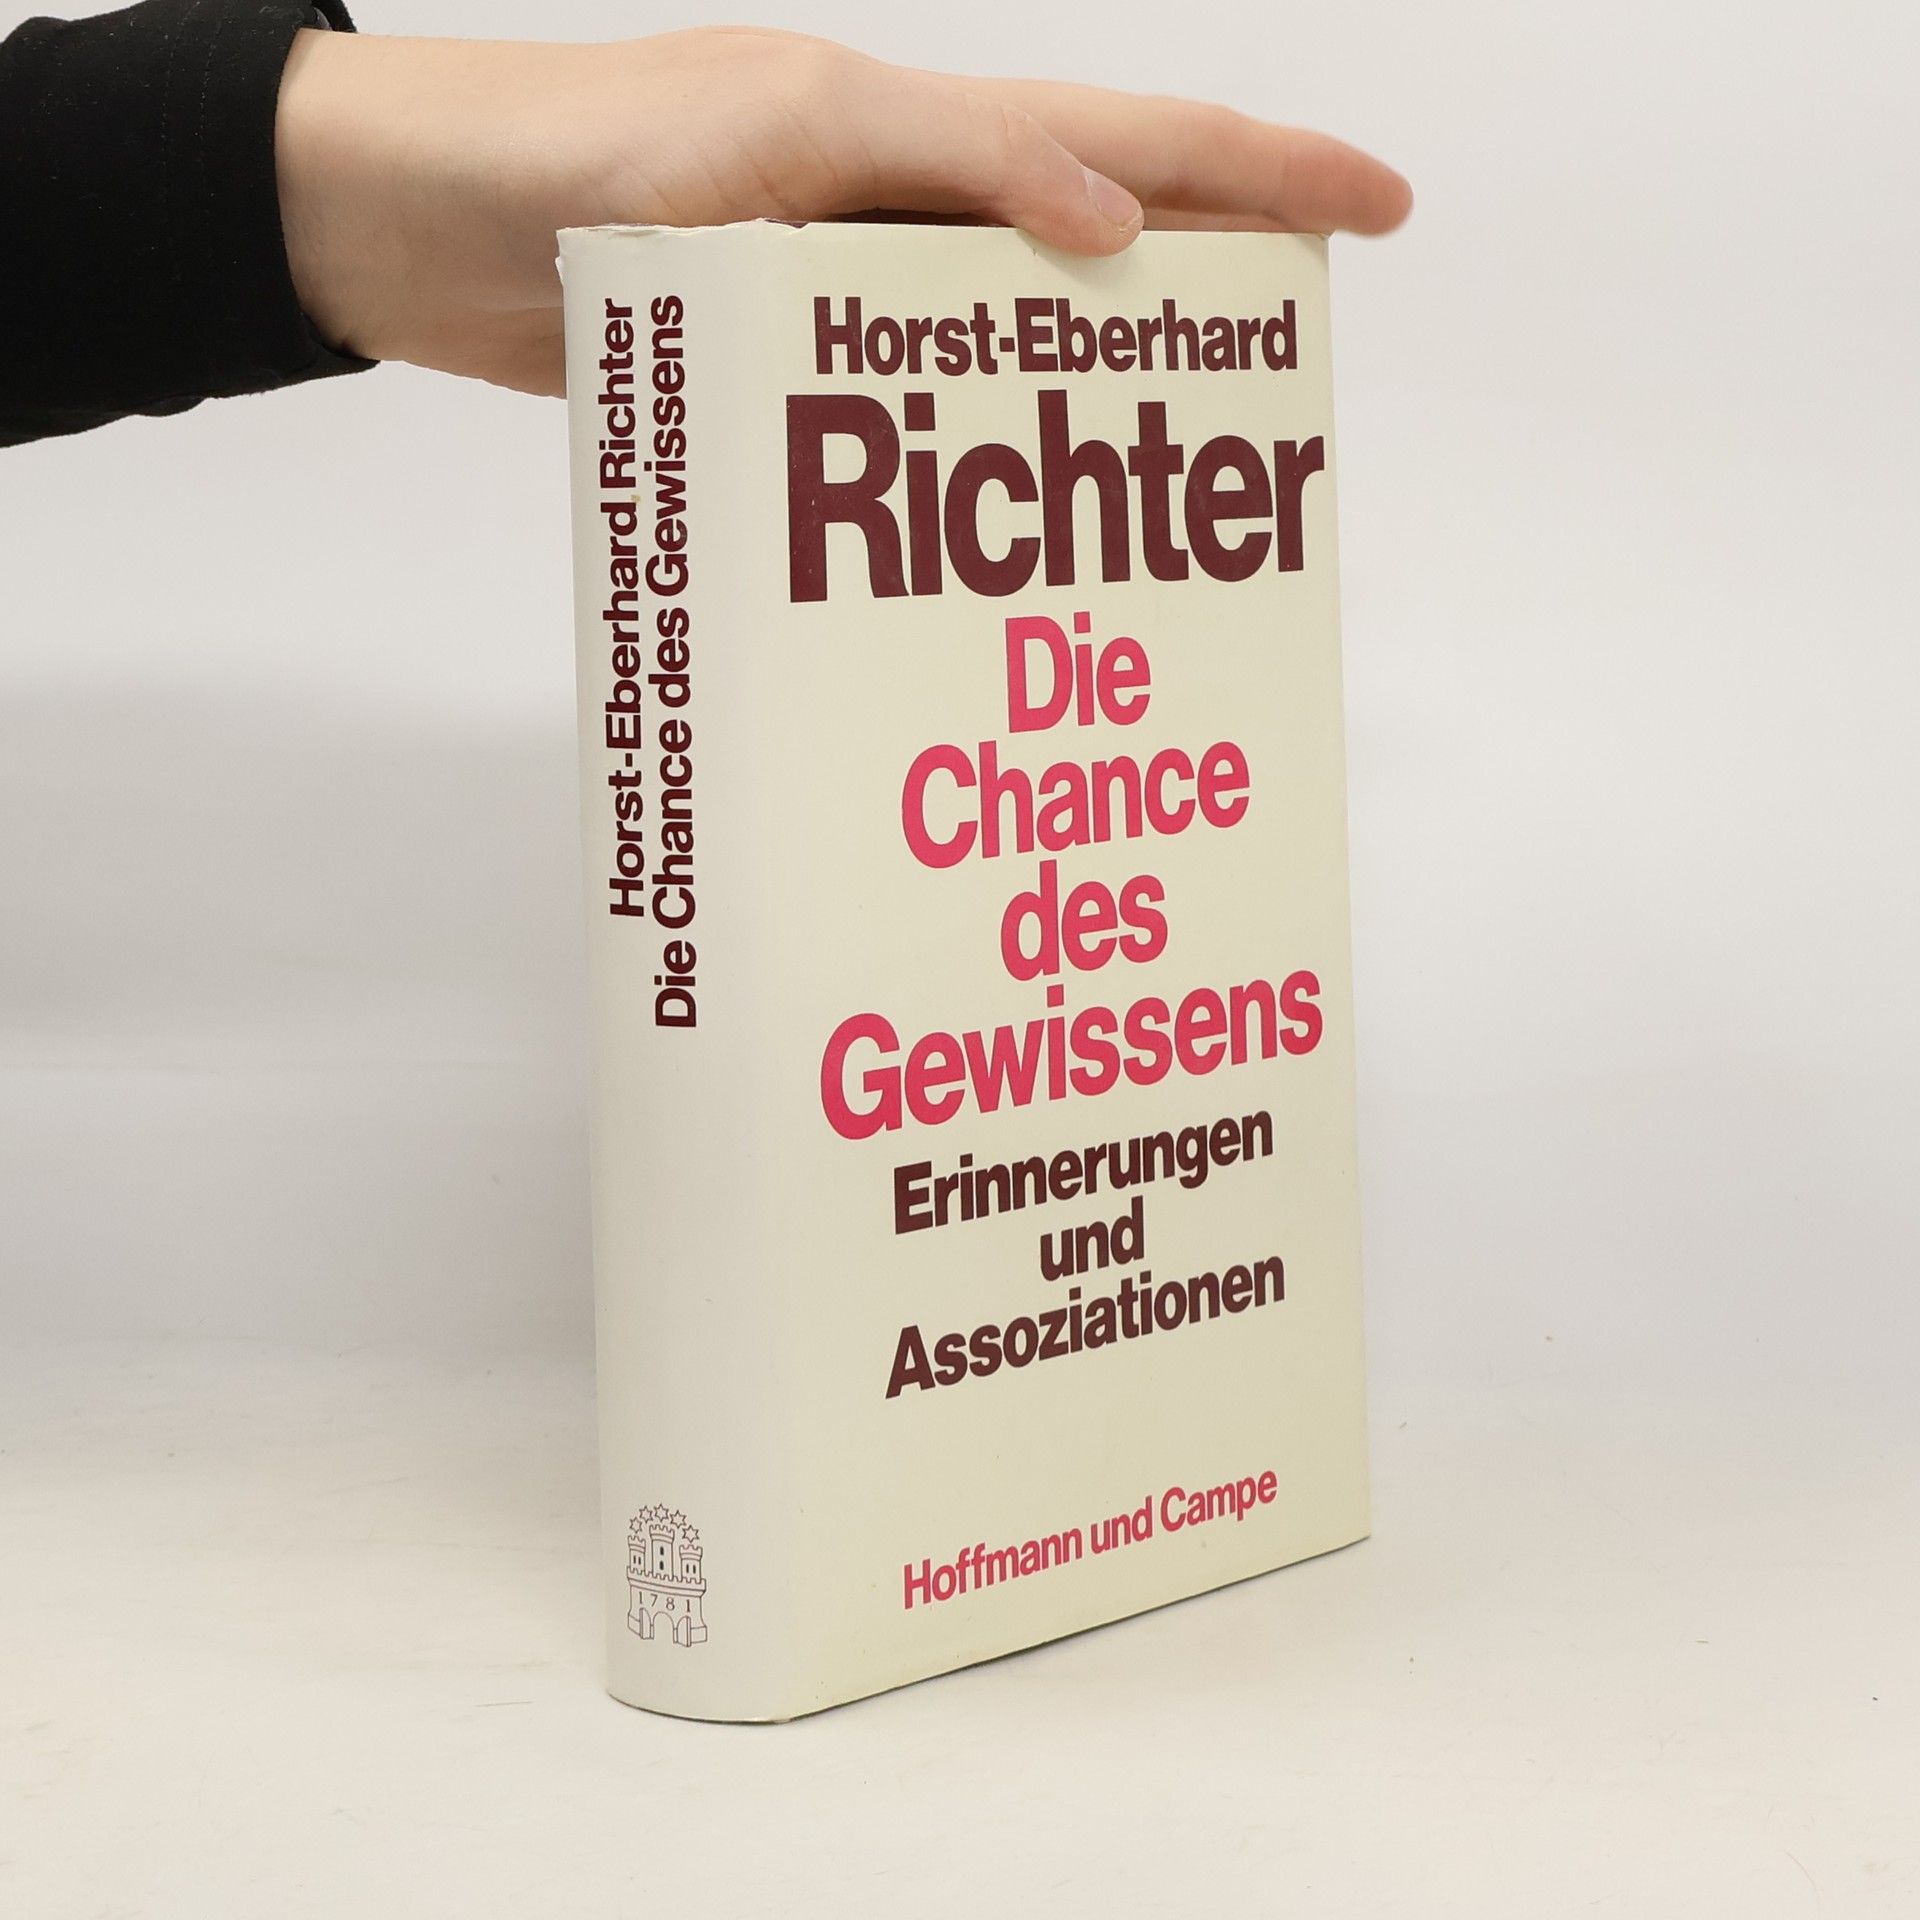 Horst-Eberhard Richter
Die Chance des Gewissens
1781
Horst-Eberhard
Richter
Die
Chance
des
Gewissens
Erinnerungen
und
Assoziationen
Hoffmann und Campe